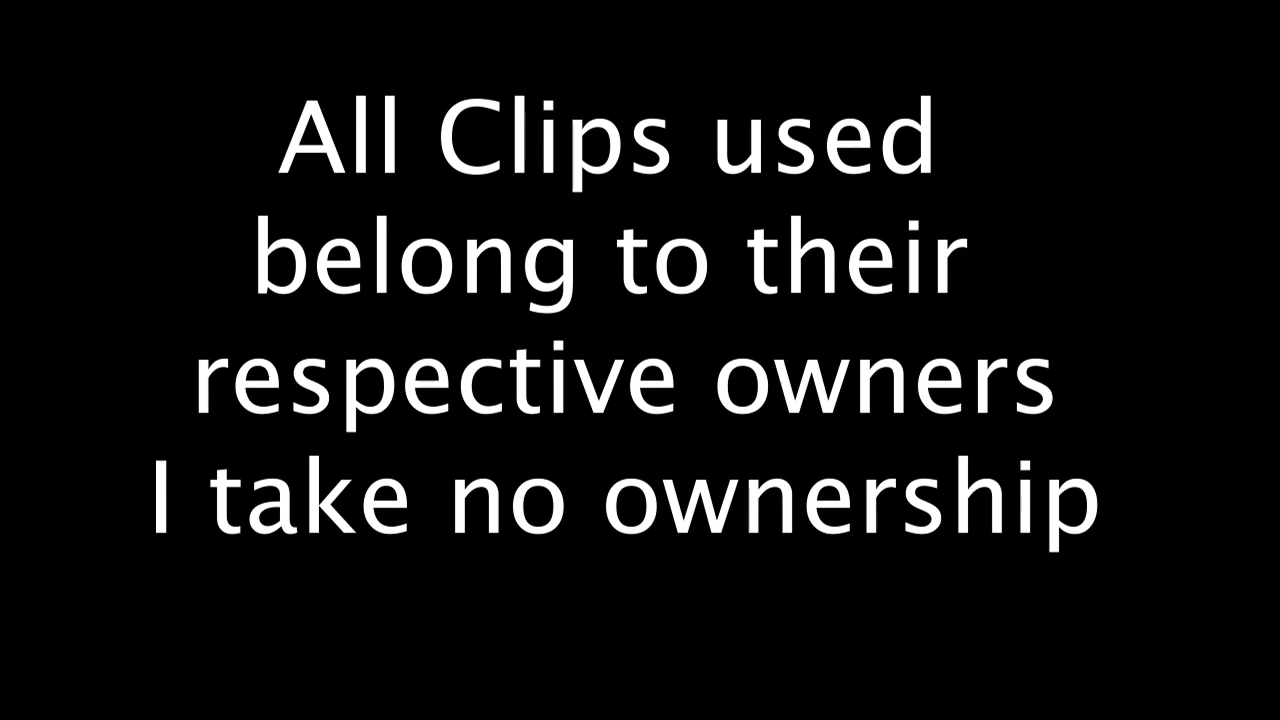 All Clips used
belong to their
respective owners
I take no ownership